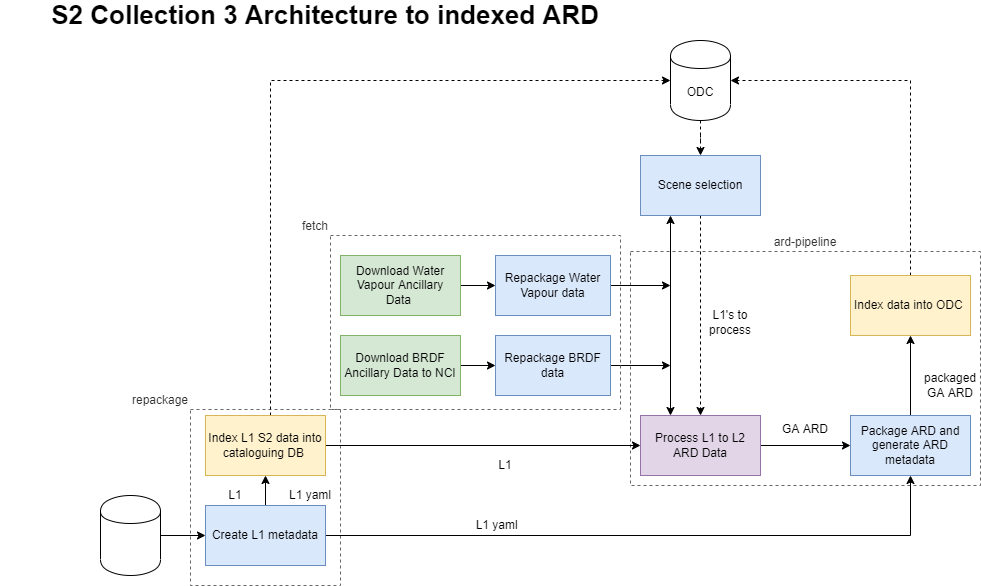 S2 Collection 3 Architecture to indexed ARD
ODC
Scene selection
fetch
ard-pipeline
Download Water
Vapour Ancillary
Data
Repackage Water
Vapour data
Index data into ODC
L1's to
process
Download BRDF
Ancillary Data to NCI
Repackage BRDF
data
packaged
GA ARD
repackage
Index L1 S2 data into
cataloguing DB
L1
Process L1 to L2
ARD Data
GA ARD
Package ARD and
generate ARD
metadata
L1
L1 yaml
Create L1 metadata
L1 yaml